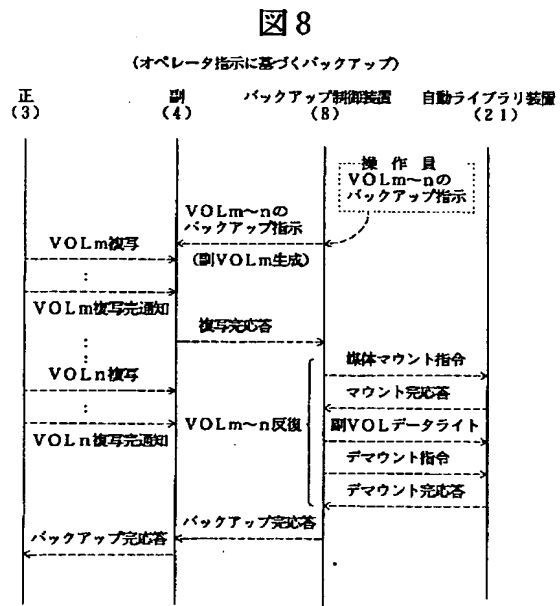 図8
(オペレータ指示に基づくバックアップ)
正 副 バックアップ制御装置 自動ライブラリ装置
(3) (4) (8) (21)
操作員
VOLm~nの
バックアップ指示
VOLm~nの
バックアップ指示
VOLm複写
(副VOLm生成)
:
VOLm複写完通知
複写完応答
:
:
媒体マウント指令
VOLn複写
マウント完応答
:
VOLm~n反復
副VOLデータライト
VOLn複写完通知
デマウント指令
デマウント完応答
バックアップ完応答
バックアップ完応答